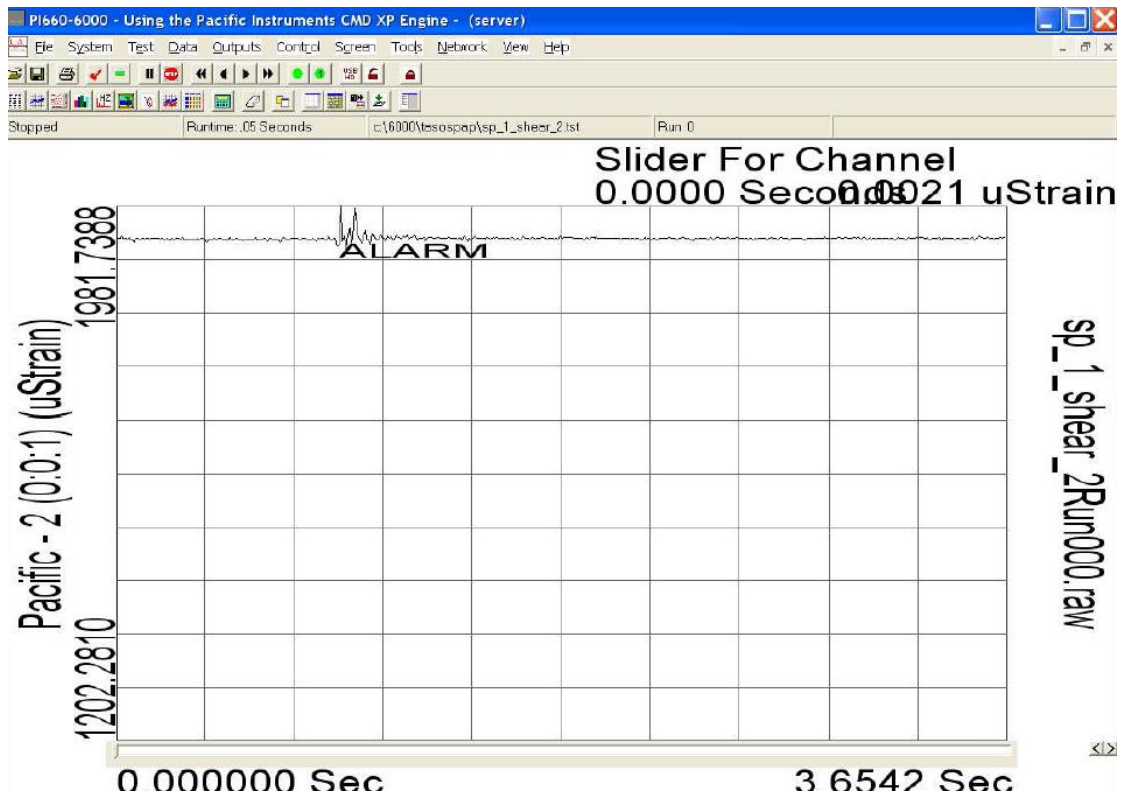 PI660-6000 - Using the Pacific Instruments CMD XP Engine - (server)
File System Test Data Outputs Control Screen Tools Network View Help
Stopped Runtime: .05 Seconds c:\6000\tasospap\sp_1_shear_2.tst Run 0
Slider For Channel
0.0000 Seconds 0.0021 uStrain
1981.7388
ALARM
Pacific - 2 (0:0:1) (uStrain)
sp_1_shear_2Run000.raw
1202.2810
0.000000 Sec 3.6542 Sec